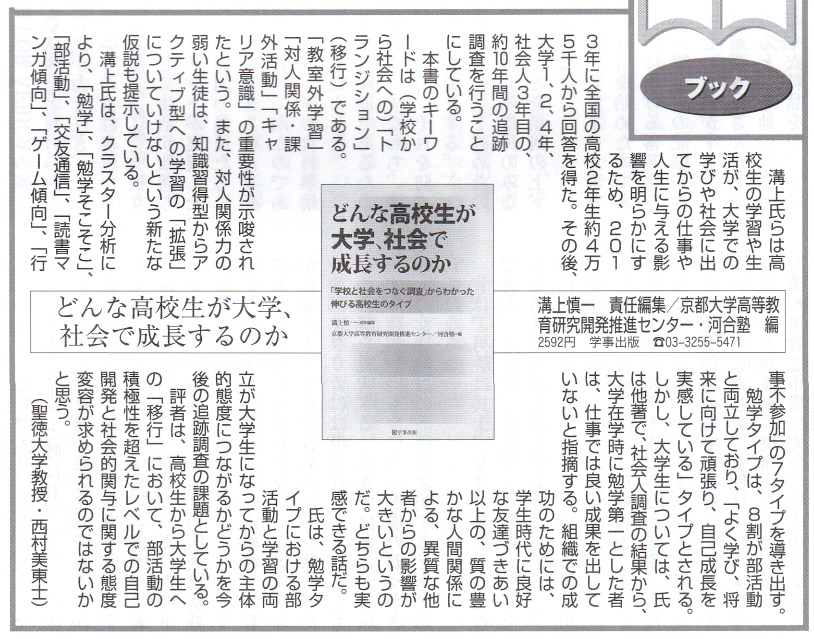 ブック
溝上氏らは高
校生の学習や生
活が、大学での
学びや社会に出
てからの仕事や
人生に与える影
響を明らかにす
るため、201
3年に全国の高校2年生約4万
5千人から回答を得た。その後、
大学1、2、4年、
社会人3年目の、
約10年間の追跡
調査を行うこと
にしている。
本書のキーワ
ードは(学校か
ら社会への)「ト
ランジション」
(移行)である。
「教室外学習」
「対人関係・課
外活動」「キャ
リア意識」の重要性が示唆され
たという。また、対人関係力の
弱い生徒は、知識習得型からア
クティブ型への学習の「拡張」
についていけないという新たな
仮説も提示している。
溝上氏は、クラスター分析に
より、「勉学」、「勉学そこそこ」、
「部活動」、「交友通信」、「読書マ
ンガ傾向」、「ゲーム傾向」、「行
どんな高校生が大学、
社会で成長するのか
どんな高校生が
大学、社会で
成長するのか
「学校と社会をつなぐ調査」からわかった
伸びる高校生のタイプ
溝上慎一=責任編集
京都大学高等教育研究開発推進センター/河合塾=編
学事出版
溝上慎一 責任編集/京都大学高等教
育研究開発推進センター・河合塾 編
2592円 学事出版 ☎03-3255-5471
事不参加」の7タイプを導き出す。
勉学タイプは、8割が部活動
と両立しており、「よく学び、将
来に向けて頑張り、自己成長を
実感している」タイプとされる。
しかし、大学生については、氏
は他著で、社会人調査の結果から、
大学在学時に勉学第一とした者
は、仕事では良い成果を出して
いないと指摘する。組織での成
功のためには、
学生時代に良好
な友達づきあい
以上の、質の豊
かな人間関係に
よる、異質な他
者からの影響が
大きいというの
だ。どちらも実
感できる話だ。
氏は、勉学タ
イプにおける部
活動と学習の両
立が大学生になってからの主体
的態度につながるかどうかを今
後の追跡調査の課題としている。
評者は、高校生から大学生へ
の「移行」において、部活動の
積極性を超えたレベルでの自己
開発と社会的関与に関する態度
変容が求められるのではないか
と思う。
(聖徳大学教授・西村美東士)